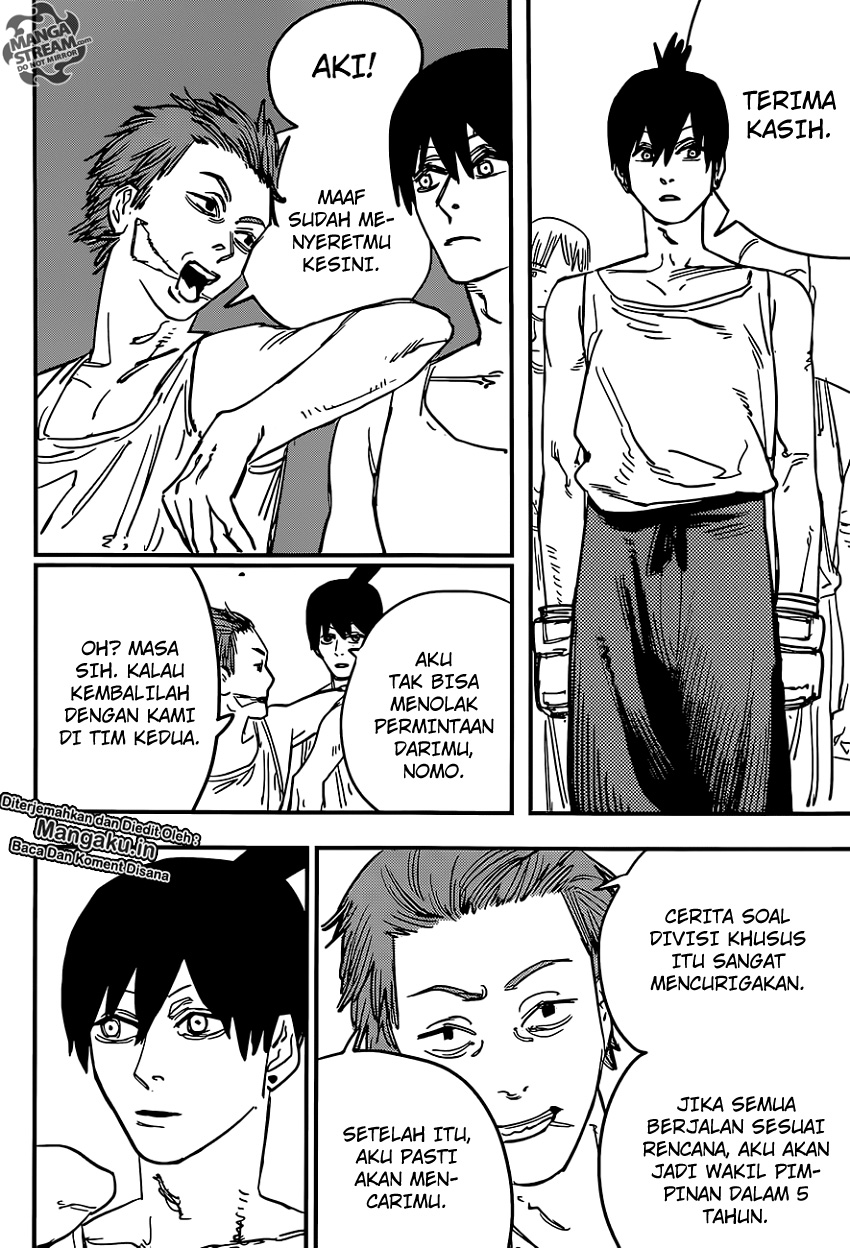 MANGA
STREAM.com
DO NOT MIRROR
AKI!
MAAF
SUDAH ME-
NYERETMU
KESINI.
TERIMA
KASIH.
OH? MASA
SIH. KALAU
KEMBALILAH
DENGAN KAMI
DI TIM KEDUA.
AKU
TAK BISA
MENOLAK
PERMINTAAN
DARIMU,
NOMO.
Diterjemahkan dan Diedit Oleh :
Mangaku.in
Baca Dan Koment Disana
CERITA SOAL
DIVISI KHUSUS
ITU SANGAT
MENCURIGAKAN.
JIKA SEMUA
BERJALAN SESUAI
RENCANA, AKU AKAN
JADI WAKIL PIM-
PINAN DALAM 5
TAHUN.
SETELAH ITU,
AKU PASTI
AKAN MEN-
CARIMU.